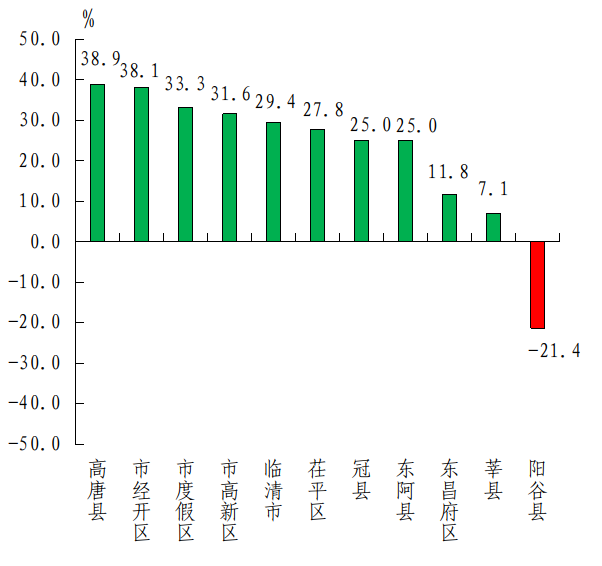 %
50.0
40.0
30.0
20.0
10.0
0.0
-10.0
-20.0
-30.0
-40.0
-50.0
38.9
38.1
33.3
31.6
29.4
27.8
25.0
25.0
11.8
7.1
-21.4
高唐县
市经开区
市度假区
市高新区
临清市
茌平区
冠县
东阿县
东昌府区
莘县
阳谷县